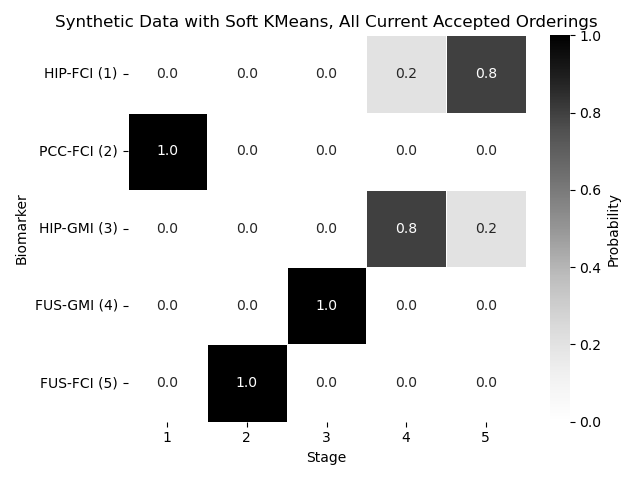 Synthetic Data with Soft KMeans, All Current Accepted Orderings
HIP-FCI (1) 0.0 0.0 0.0 0.2 0.8
PCC-FCI (2) 1.0 0.0 0.0 0.0 0.0
HIP-GMI (3) 0.0 0.0 0.0 0.8 0.2
FUS-GMI (4) 0.0 0.0 1.0 0.0 0.0
FUS-FCI (5) 0.0 1.0 0.0 0.0 0.0
1 2 3 4 5
Stage
Biomarker
1.0
0.8
0.6
0.4
0.2
0.0
Probability